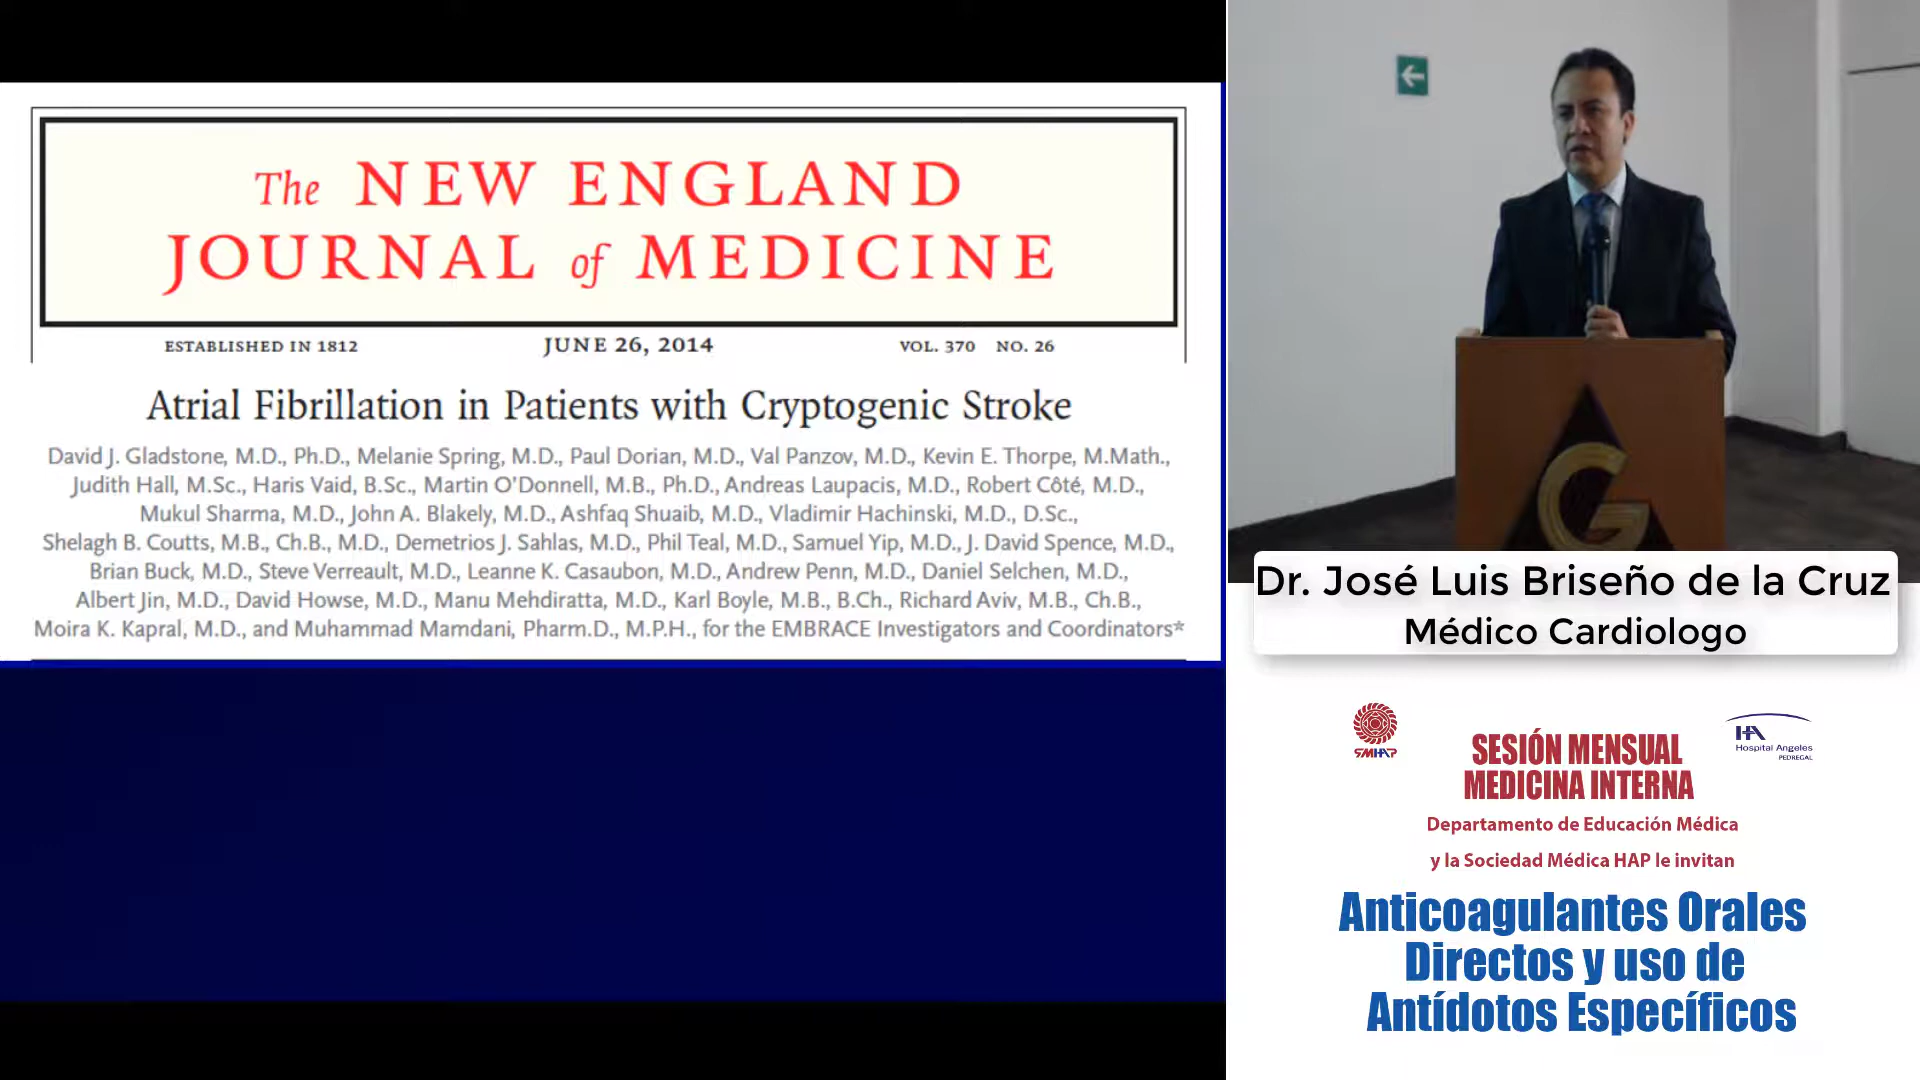 The NEW ENGLAND
JOURNAL of MEDICINE
ESTABLISHED IN 1812
JUNE 26, 2014
VOL. 370 NO. 26
Atrial Fibrillation in Patients with Cryptogenic Stroke
David J. Gladstone, M.D., Ph.D., Melanie Spring, M.D., Paul Dorian, M.D., Val Panzov, M.D., Kevin E. Thorpe, M.Math.,
Judith Hall, M.Sc., Haris Vaid, B.Sc., Martin O'Donnell, M.B., Ph.D., Andreas Laupacis, M.D., Robert Côté, M.D.,
Mukul Sharma, M.D., John A. Blakely, M.D., Ashfaq Shuaib, M.D., Vladimir Hachinski, M.D., D.Sc.,
Shelagh B. Coutts, M.B., Ch.B., M.D., Demetrios J. Sahlas, M.D., Phil Teal, M.D., Samuel Yip, M.D., J. David Spence, M.D.,
Brian Buck, M.D., Steve Verreault, M.D., Leanne K. Casaubon, M.D., Andrew Penn, M.D., Daniel Selchen, M.D.,
Albert Jin, M.D., David Howse, M.D., Manu Mehdiratta, M.D., Karl Boyle, M.B., B.Ch., Richard Aviv, M.B., Ch.B.,
Moira K. Kapral, M.D., and Muhammad Mamdani, Pharm.D., M.P.H., for the EMBRACE Investigators and Coordinators*
G
Dr. José Luis Briseño de la Cruz
Médico Cardiologo
SMHAP
HA
Hospital Angeles
PEDREGAL
SESIÓN MENSUAL
MEDICINA INTERNA
Departamento de Educación Médica
y la Sociedad Médica HAP le invitan
Anticoagulantes Orales
Directos y uso de
Antídotos Específicos